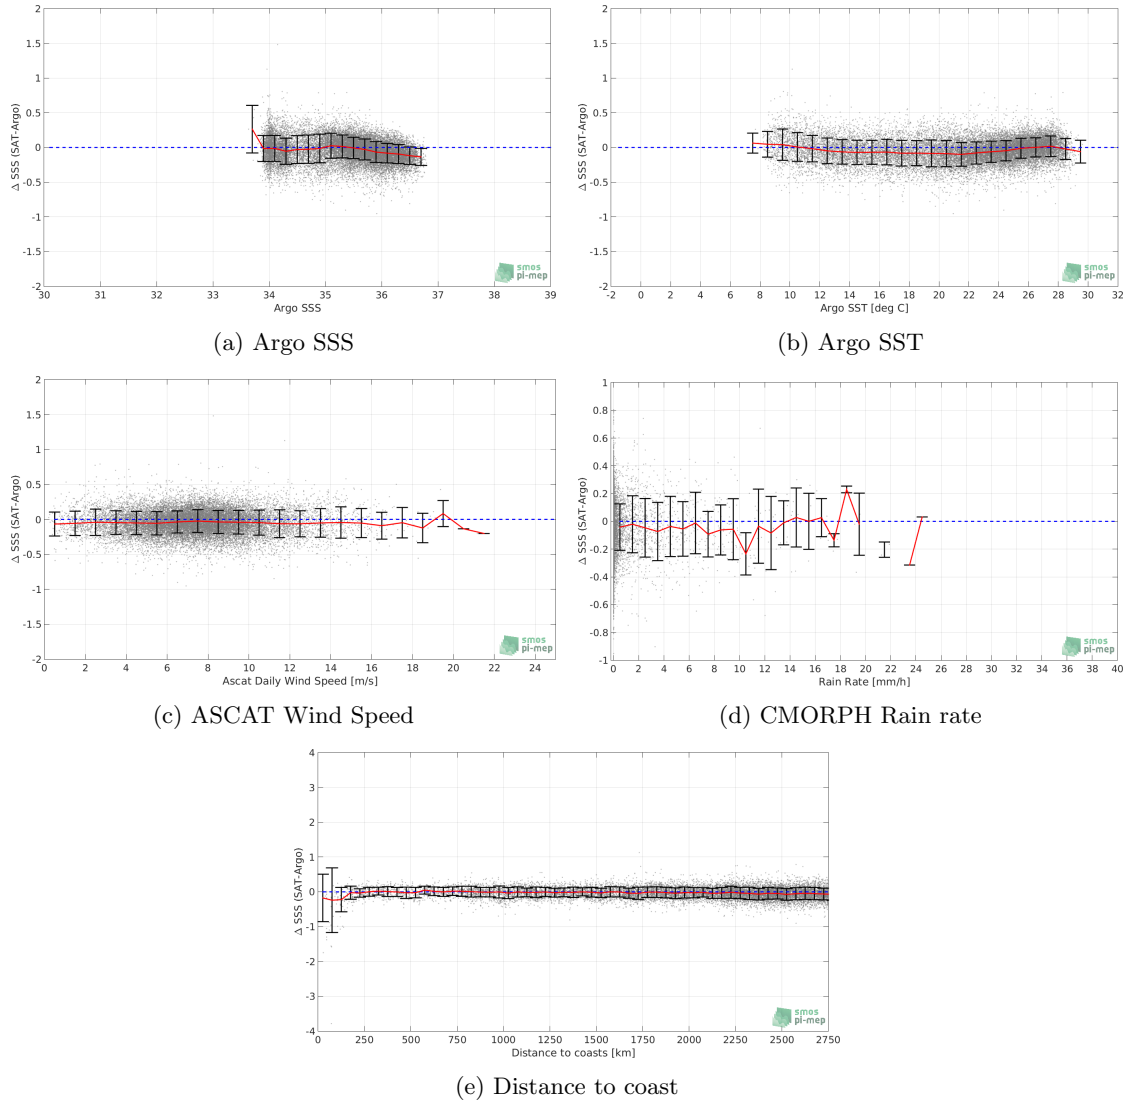 2
1.5
1
0.5
0
-0.5
-1
-1.5
-2
Δ SSS (SAT-Argo)
30 31 32 33 34 35 36 37 38 39
Argo SSS
smos
pi-mep
(a) Argo SSS
2
1.5
1
0.5
0
-0.5
-1
-1.5
-2
Δ SSS (SAT-Argo)
-2 0 2 4 6 8 10 12 14 16 18 20 22 24 26 28 30 32
Argo SST [deg C]
smos
pi-mep
(b) Argo SST
2
1.5
1
0.5
0
-0.5
-1
-1.5
-2
Δ SSS (SAT-Argo)
0 2 4 6 8 10 12 14 16 18 20 22 24
Ascat Daily Wind Speed [m/s]
smos
pi-mep
(c) ASCAT Wind Speed
1
0.8
0.6
0.4
0.2
0
-0.2
-0.4
-0.6
-0.8
-1
Δ SSS (SAT-Argo)
0 2 4 6 8 10 12 14 16 18 20 22 24 26 28 30 32 34 36 38 40
Rain Rate [mm/h]
smos
pi-mep
(d) CMORPH Rain rate
4
3
2
1
0
-1
-2
-3
-4
Δ SSS (SAT-Argo)
0 250 500 750 1000 1250 1500 1750 2000 2250 2500 2750
Distance to coasts [km]
smos
pi-mep
(e) Distance to coast